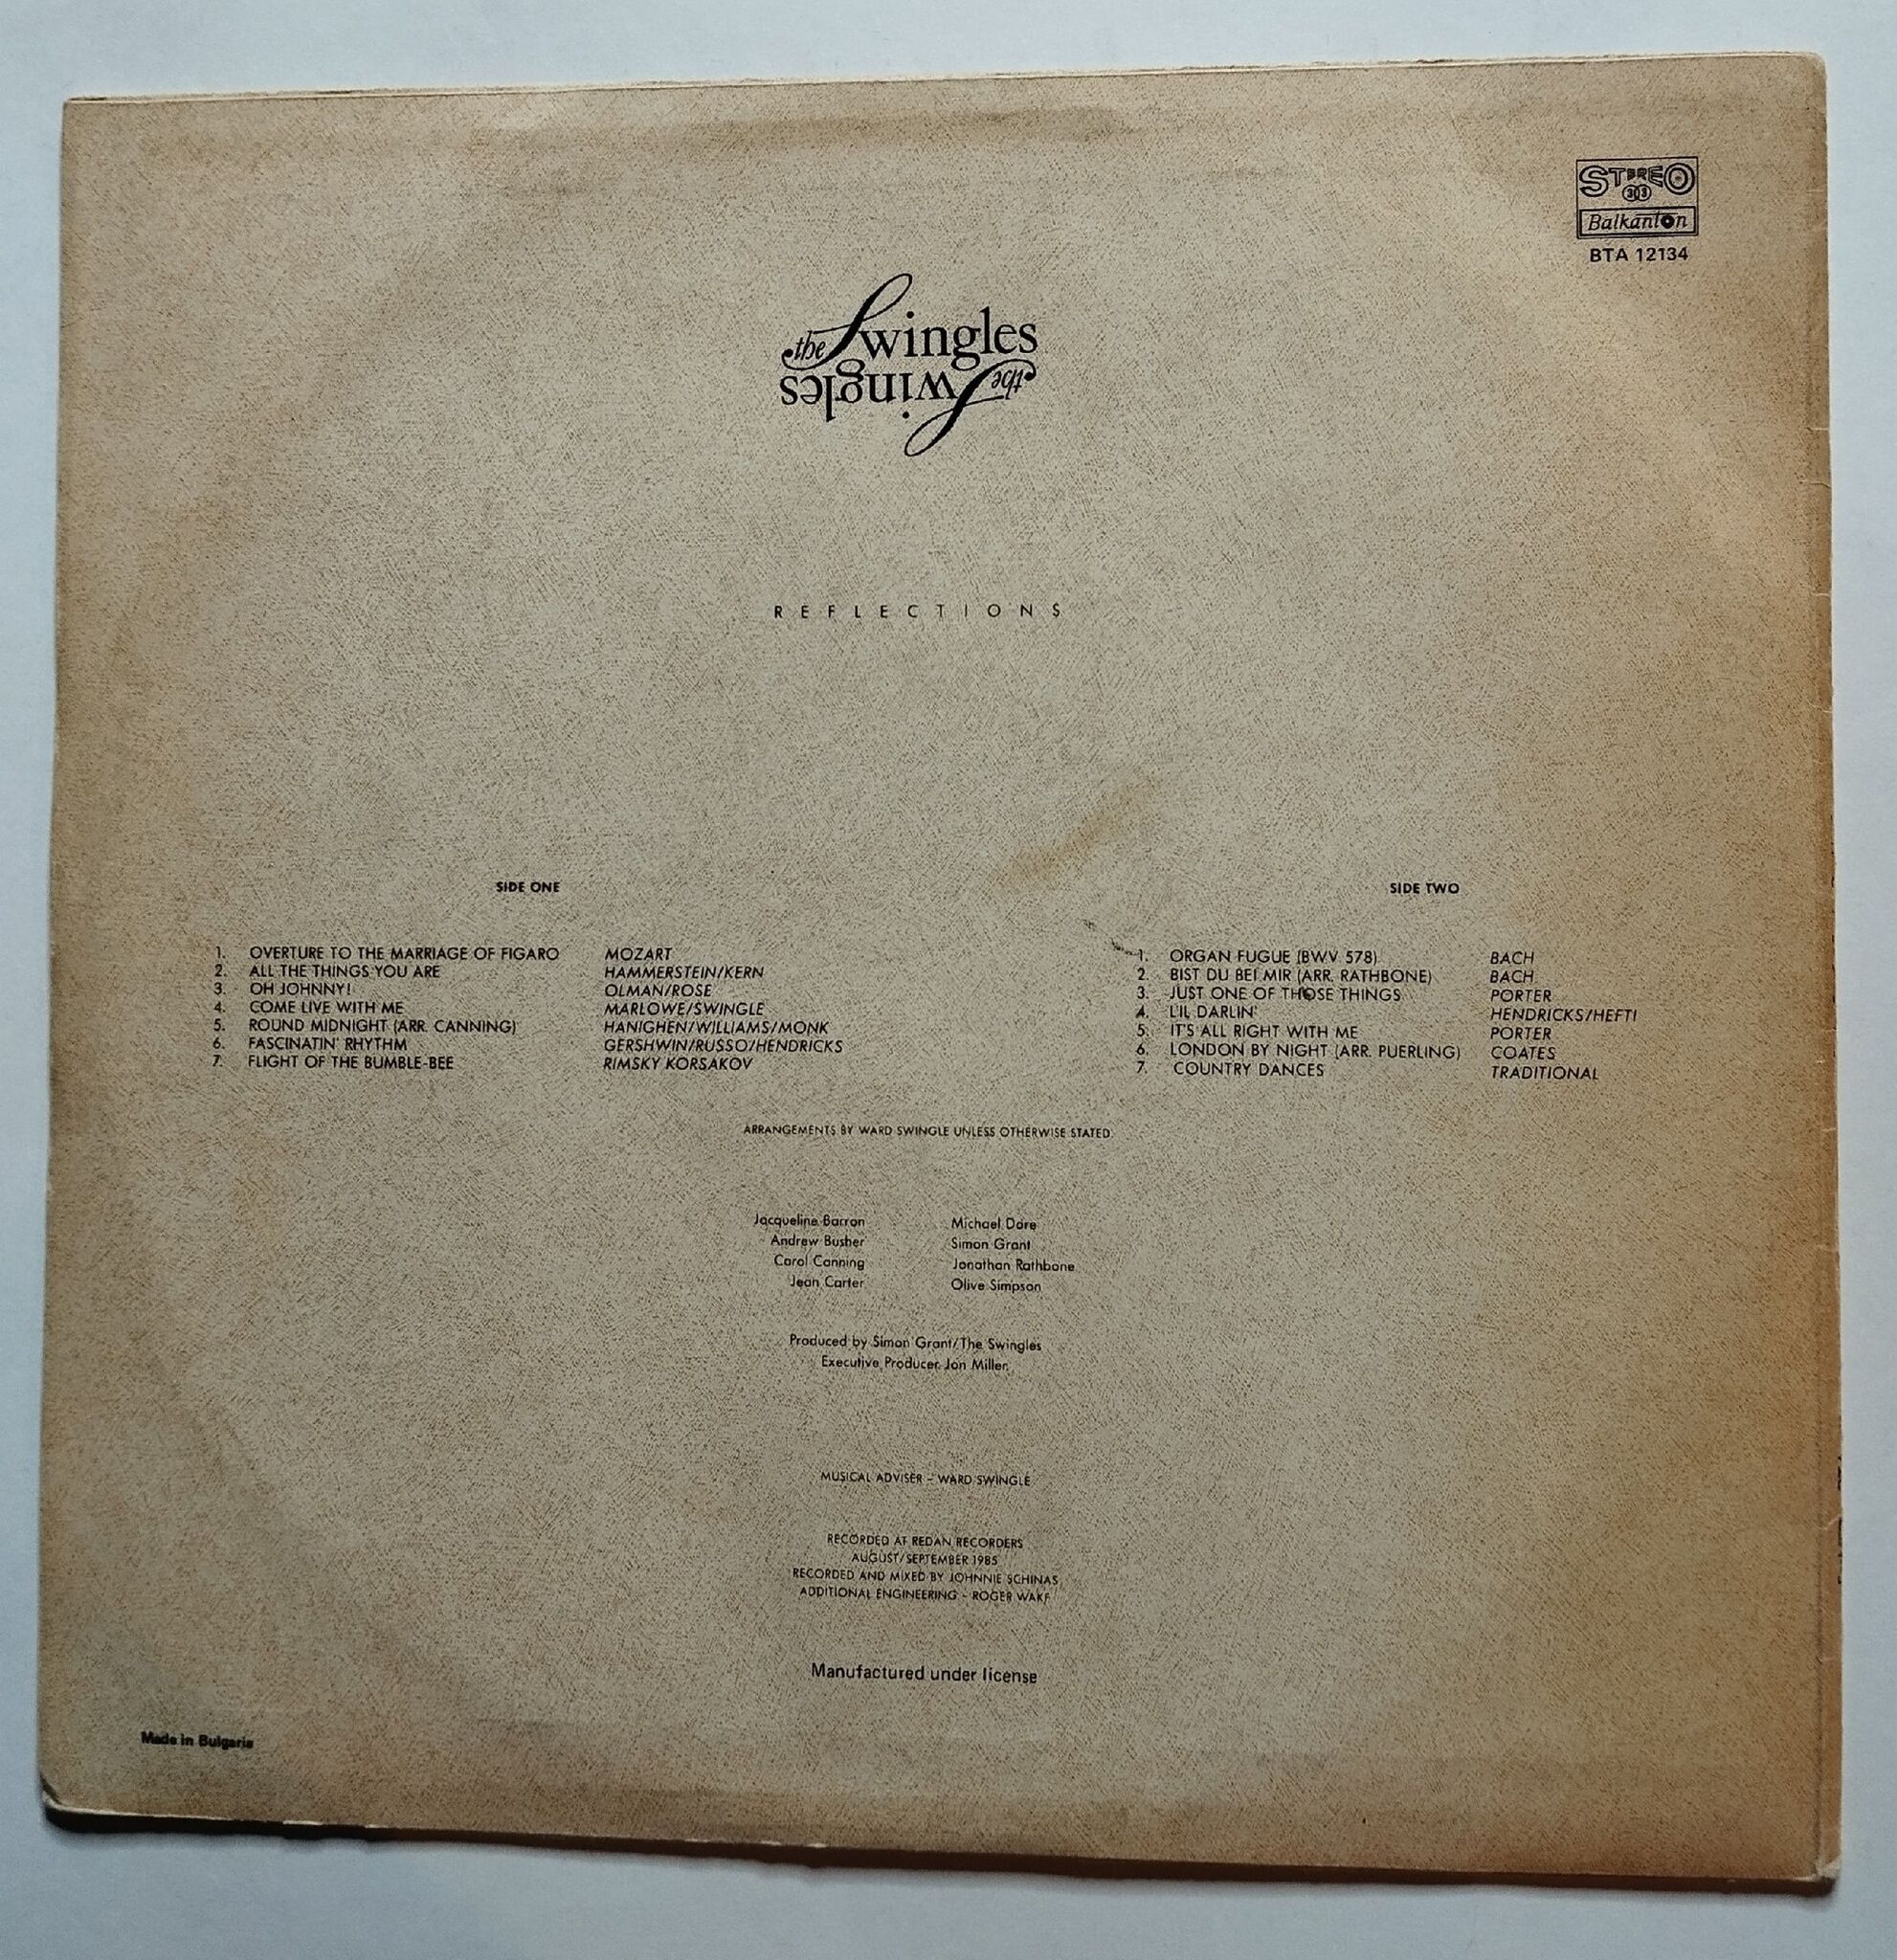 STEREO
33
Balkanton
BTA 12134
the Swingles
the Swingles
REFLECTIONS
SIDE ONE
1. OVERTURE TO THE MARRIAGE OF FIGARO MOZART
2. ALL THE THINGS YOU ARE HAMMERSTEIN/KERN
3. OH JOHNNY! OLMAN/ROSE
4. COME LIVE WITH ME MARLOWE/SWINGLE
5. ROUND MIDNIGHT (ARR. CANNING) HANIGHEN/WILLIAMS/MONK
6. FASCINATIN' RHYTHM GERSHWIN/RUSSO/HENDRICKS
7. FLIGHT OF THE BUMBLE-BEE RIMSKY KORSAKOV
SIDE TWO
1. ORGAN FUGUE (BWV 578) BACH
2. BIST DU BEI MIR (ARR. RATHBONE) BACH
3. JUST ONE OF THOSE THINGS PORTER
4. L'IL DARLIN' HENDRICKS/HEFTI
5. IT'S ALL RIGHT WITH ME PORTER
6. LONDON BY NIGHT (ARR. PUERLING) COATES
7. COUNTRY DANCES TRADITIONAL
ARRANGEMENTS BY WARD SWINGLE UNLESS OTHERWISE STATED.
Jacqueline Barron Michael Dore
Andrew Busher Simon Grant
Carol Canning Jonathan Rathbone
Jean Carter Olive Simpson
Produced by Simon Grant/The Swingles
Executive Producer Jon Miller
MUSICAL ADVISER – WARD SWINGLE
RECORDED AT REDAN RECORDERS
AUGUST/SEPTEMBER 1985
RECORDED AND MIXED BY JOHNNIE SCHINAS
ADDITIONAL ENGINEERING – ROGER WAKE
Manufactured under license
Made in Bulgaria